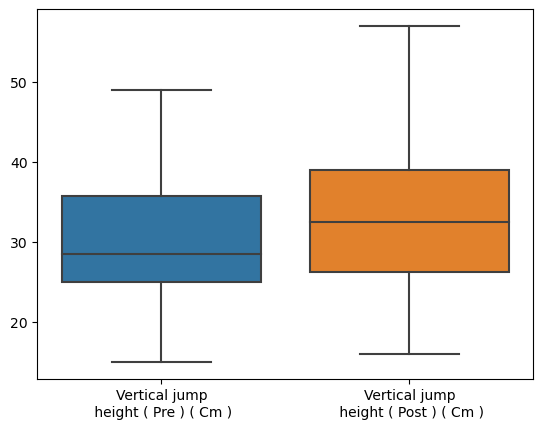 50
40
30
20
Vertical jump
height ( Pre ) ( Cm )
Vertical jump
height ( Post ) ( Cm )